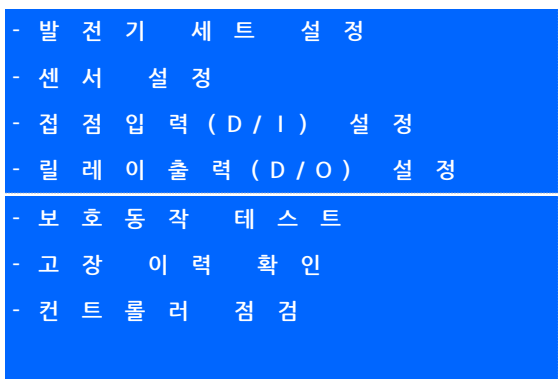 - 발전기 세트 설정
- 센서 설정
- 접점입력(D/I) 설정
- 릴레이출력(D/O) 설정
- 보호동작 테스트
- 고장 이력 확인
- 컨트롤러 점검